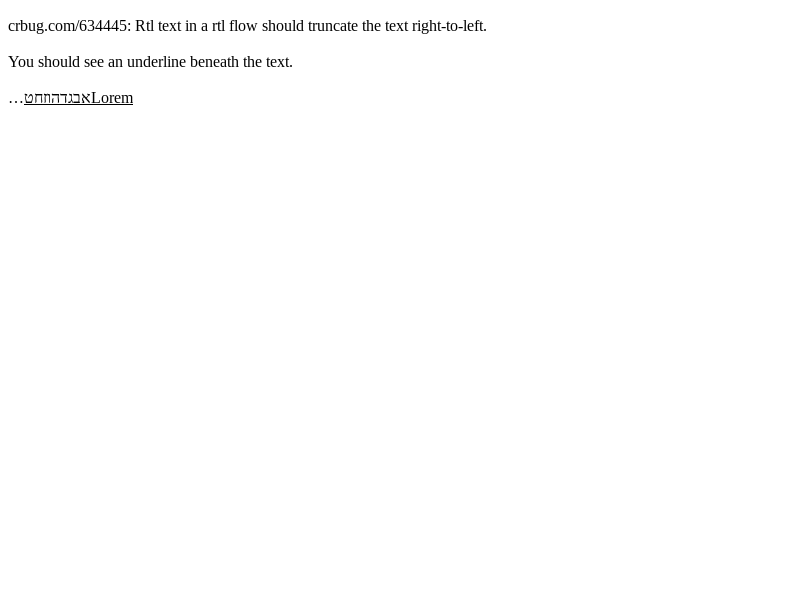 crbug.com/634445: Rtl text in a rtl flow should truncate the text right-to-left.
You should see an underline beneath the text.
Loremאבגדהוזחט…